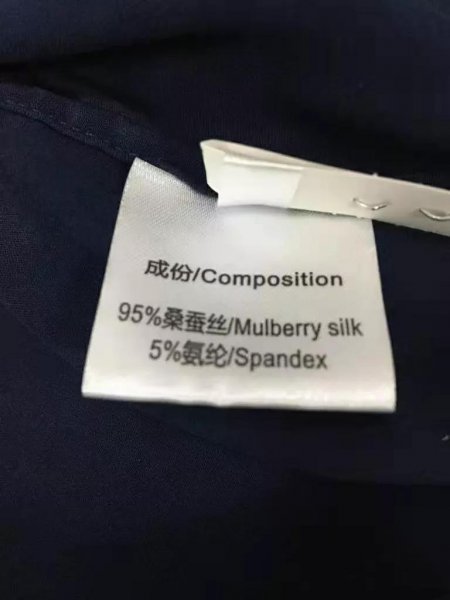 成份/Composition
95%桑蚕丝/Mulberry silk
5%氨纶/Spandex